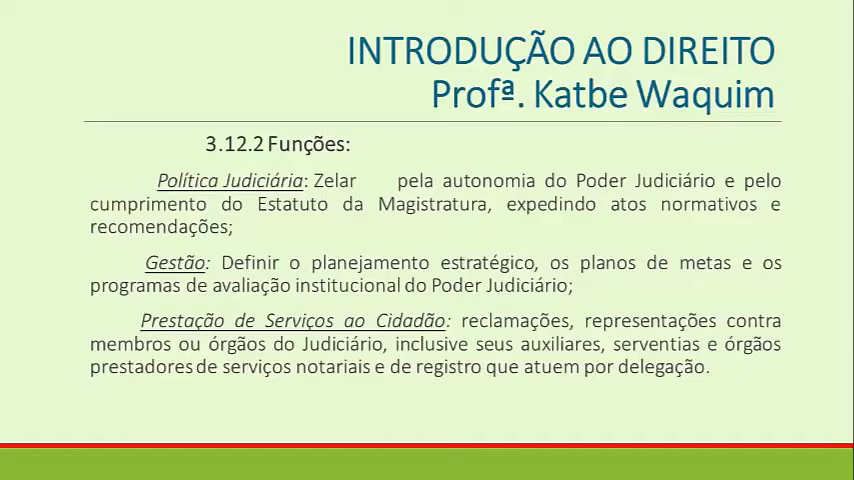 INTRODUÇÃO AO DIREITO
Profª. Katbe Waquim
3.12.2 Funções:
Política Judiciária: Zelar pela autonomia do Poder Judiciário e pelo
cumprimento do Estatuto da Magistratura, expedindo atos normativos e
recomendações;
Gestão: Definir o planejamento estratégico, os planos de metas e os
programas de avaliação institucional do Poder Judiciário;
Prestação de Serviços ao Cidadão: reclamações, representações contra
membros ou órgãos do Judiciário, inclusive seus auxiliares, serventias e órgãos
prestadores de serviços notariais e de registro que atuem por delegação.